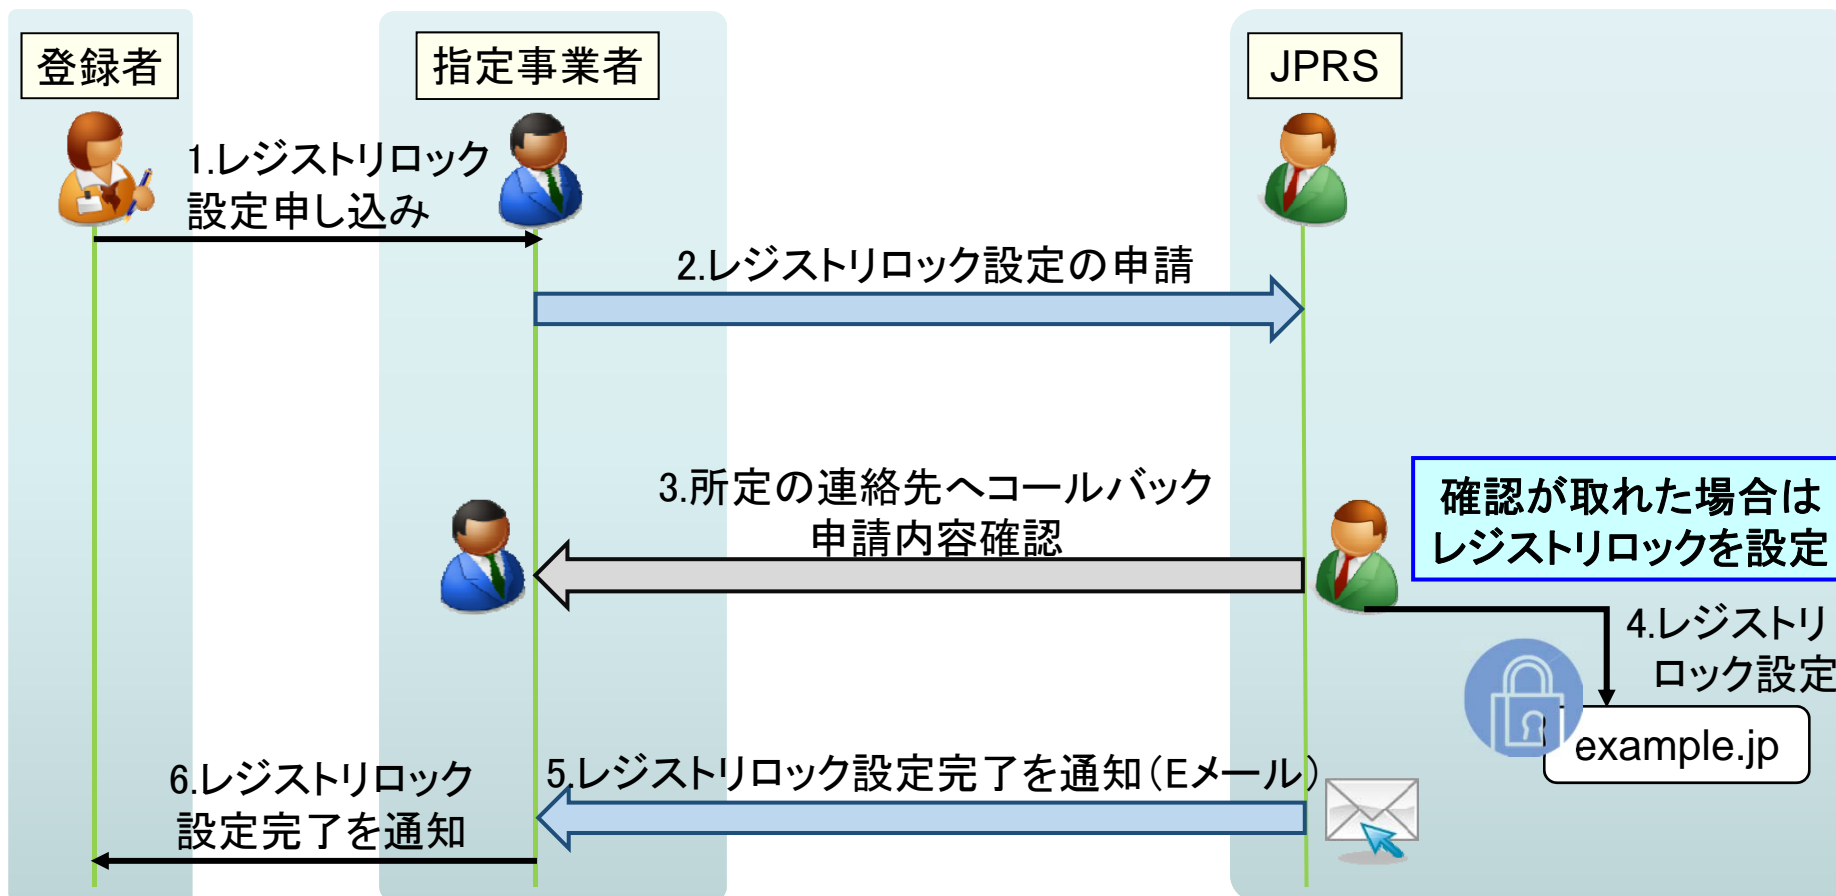 登録者
指定事業者
JPRS
1.レジストリロック
設定申し込み
2.レジストリロック設定の申請
3.所定の連絡先へコールバック
申請内容確認
確認が取れた場合は
レジストリロックを設定
4.レジストリ
ロック設定
example.jp
5.レジストリロック設定完了を通知（Eメール）
6.レジストリロック
設定完了を通知